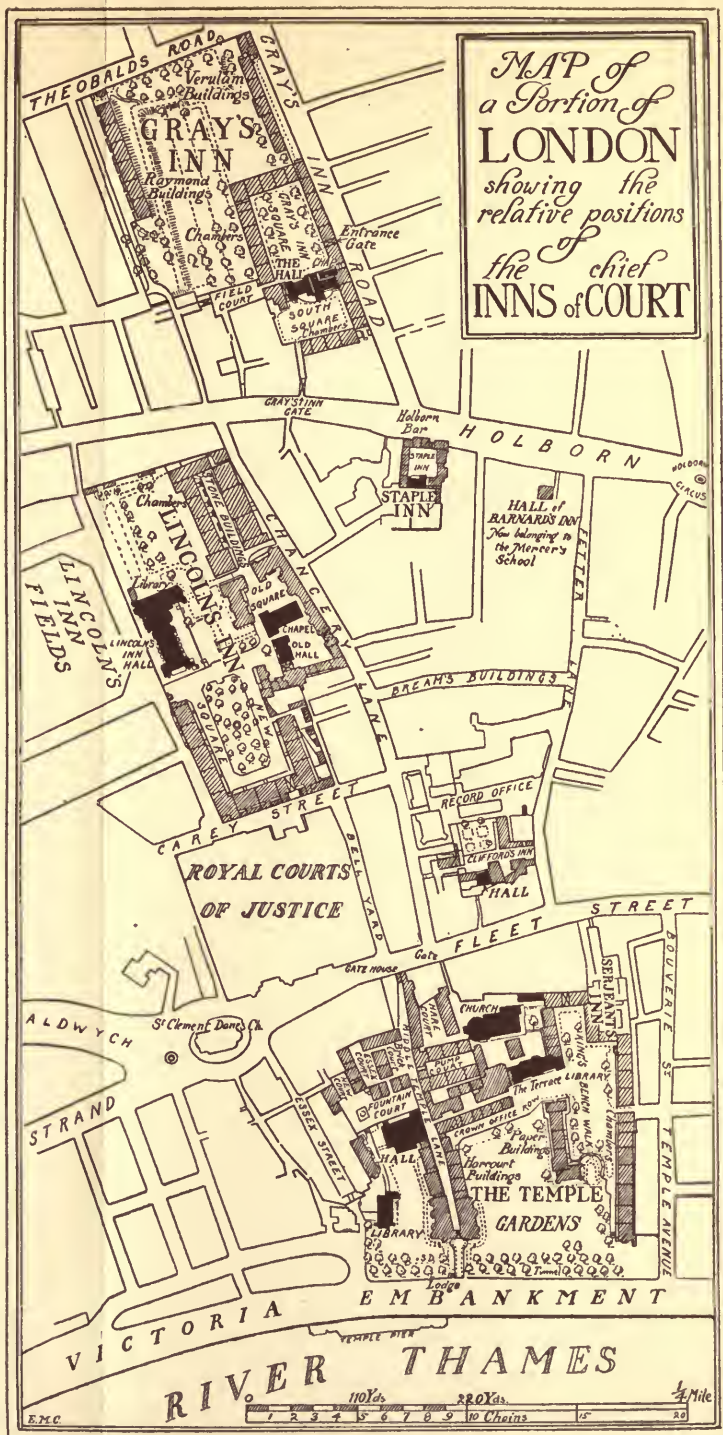 MAP of
a Portion of
LONDON
showing the
relative positions
of
the chief
INNS of COURT
THEOBALDS ROAD
GRAY'S INN ROAD
Verulam
Buildings
GRAY'S
INN
Raymond
Buildings
Chambers
GRAY'S INN
SQUARE
Entrance
Gate
THE
HALL
FIELD
COURT
SOUTH
SQUARE
Chambers
GRAY'S INN
GATE
Holborn
Bar
HOLBORN
HOLBORN
CIRCUS
STAPLE
INN
STAPLE
INN
HALL of
BARNARD'S INN
Now belonging to
the Mercer's
School
FETTER LANE
Chambers
STONE BUILDINGS
CHANCERY LANE
LINCOLN'S INN
LINCOLN'S
INN
FIELDS
Library
OLD
SQUARE
CHAPEL
OLD
HALL
LINCOLN'S
INN
HALL
NEW
SQUARE
BREAM'S BUILDINGS
CAREY STREET
RECORD OFFICE
CLIFFORD'S INN
HALL
ROYAL COURTS
OF JUSTICE
BELL YARD
FLEET STREET
Gate
GATE HOUSE
BOUVERIE ST
SERJEANTS
INN
CHURCH
HARE
COURT
ALDWYCH
St Clement Danes Ch.
MIDDLE TEMPLE LANE
PUMP
COURT
KING'S
BENCH WALK
Chambers
ESSEX
COURT
BRICK
COURT
NEW
COURT
The Terrace
LIBRARY
STRAND
ESSEX STREET
FOUNTAIN
COURT
CROWN OFFICE ROW
Paper
Buildings
HALL
Harcourt
Buildings
THE TEMPLE
GARDENS
TEMPLE AVENUE
LIBRARY
S.D.
Lodge
Tunnel
VICTORIA EMBANKMENT
TEMPLE PIER
RIVER THAMES
0 110 Yds 220 Yds. 1/4 Mile
1 2 3 4 5 6 7 8 9 10 Chains 15 20
E.M.C.